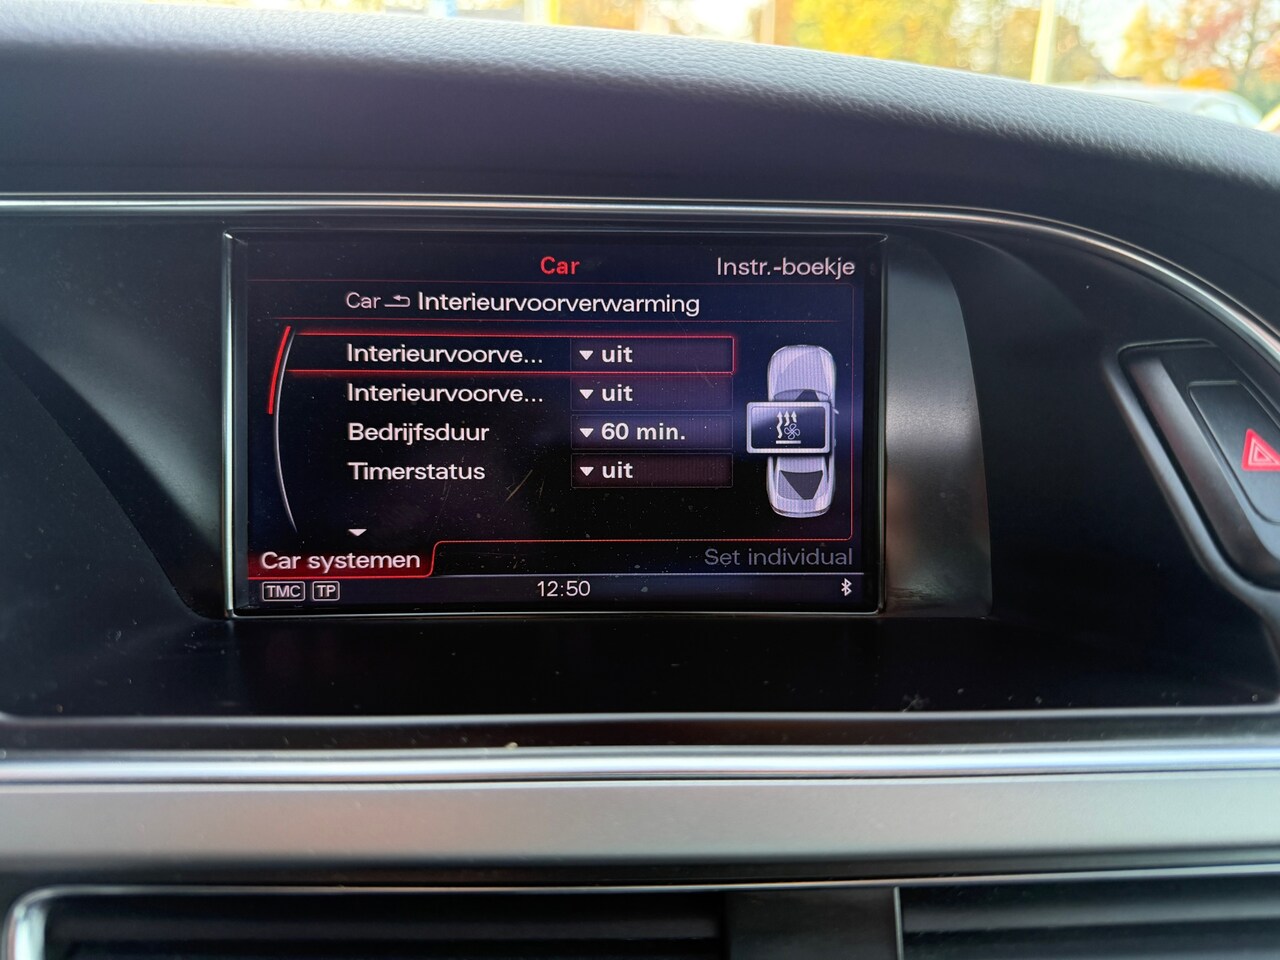 Car Instr.-boekje
Car Interieurvoorverwarming
Interieurvoorve... uit
Interieurvoorve... uit
Bedrijfsduur 60 min.
Timerstatus uit
Car systemen Set individual
TMC TP 12:50